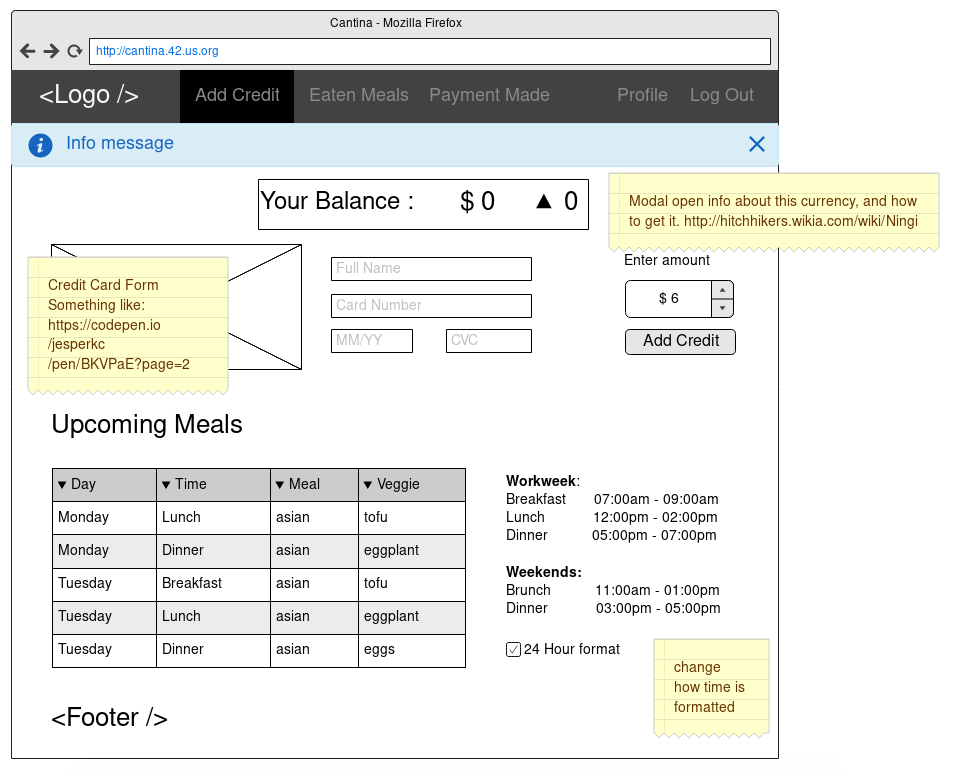 Cantina - Mozilla Firefox
http://cantina.42.us.org
<Logo /> Add Credit Eaten Meals Payment Made Profile Log Out
Info message
Your Balance : $ 0 ▲ 0
Modal open info about this currency, and how
to get it. http://hitchhikers.wikia.com/wiki/Ningi
Credit Card Form
Something like:
https://codepen.io
/jesperkc
/pen/BKVPaE?page=2
Full Name
Card Number
MM/YY CVC
Enter amount
$ 6
Add Credit
Upcoming Meals
▼ Day ▼ Time ▼ Meal ▼ Veggie
Monday Lunch asian tofu
Monday Dinner asian eggplant
Tuesday Breakfast asian tofu
Tuesday Lunch asian eggplant
Tuesday Dinner asian eggs
Workweek:
Breakfast 07:00am - 09:00am
Lunch 12:00pm - 02:00pm
Dinner 05:00pm - 07:00pm
Weekends:
Brunch 11:00am - 01:00pm
Dinner 03:00pm - 05:00pm
24 Hour format
change
how time is
formatted
<Footer />